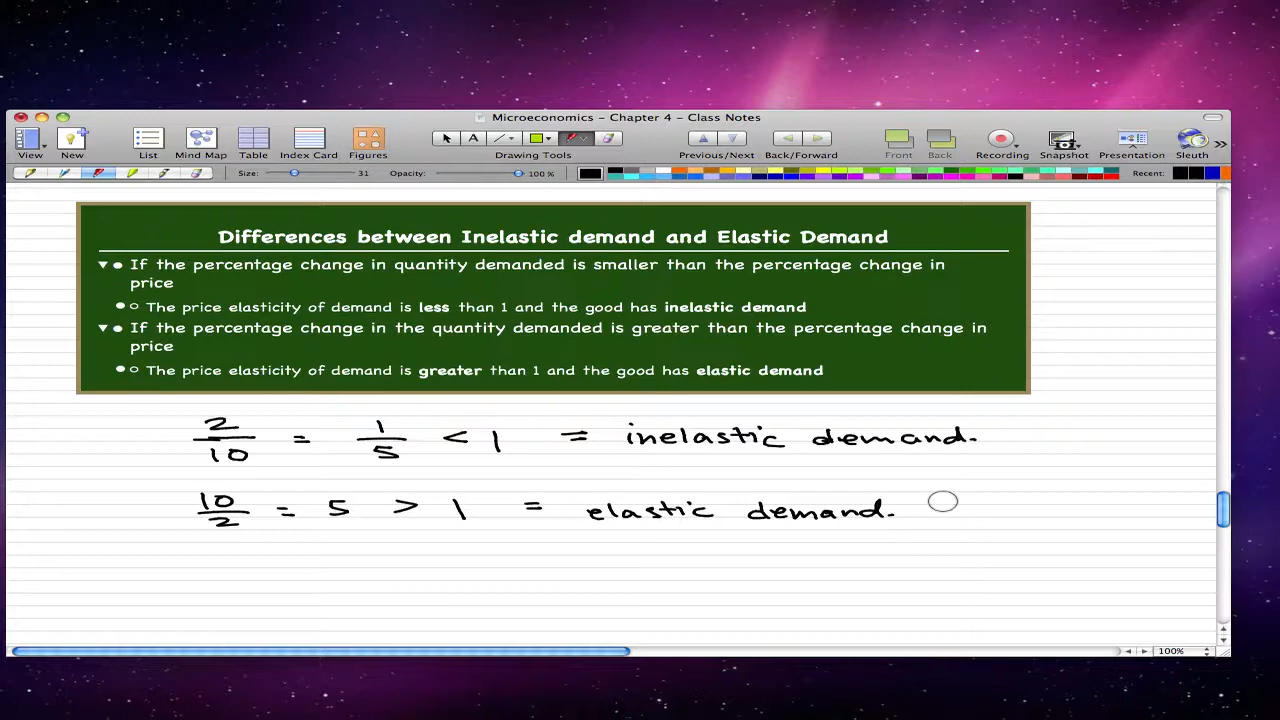 Microeconomics - Chapter 4 - Class Notes
View New List Mind Map Table Index Card Figures Drawing Tools Previous/Next Back/Forward Front Back Recording Snapshot Presentation Sleuth
Size: 31 Opacity: 100 % Recent:
Differences between Inelastic demand and Elastic Demand
If the percentage change in quantity demanded is smaller than the percentage change in
price
The price elasticity of demand is less than 1 and the good has inelastic demand
If the percentage change in the quantity demanded is greater than the percentage change in
price
The price elasticity of demand is greater than 1 and the good has elastic demand
2/10 = 1/5 < 1 = inelastic demand.
10/2 = 5 > 1 = elastic demand.
100%